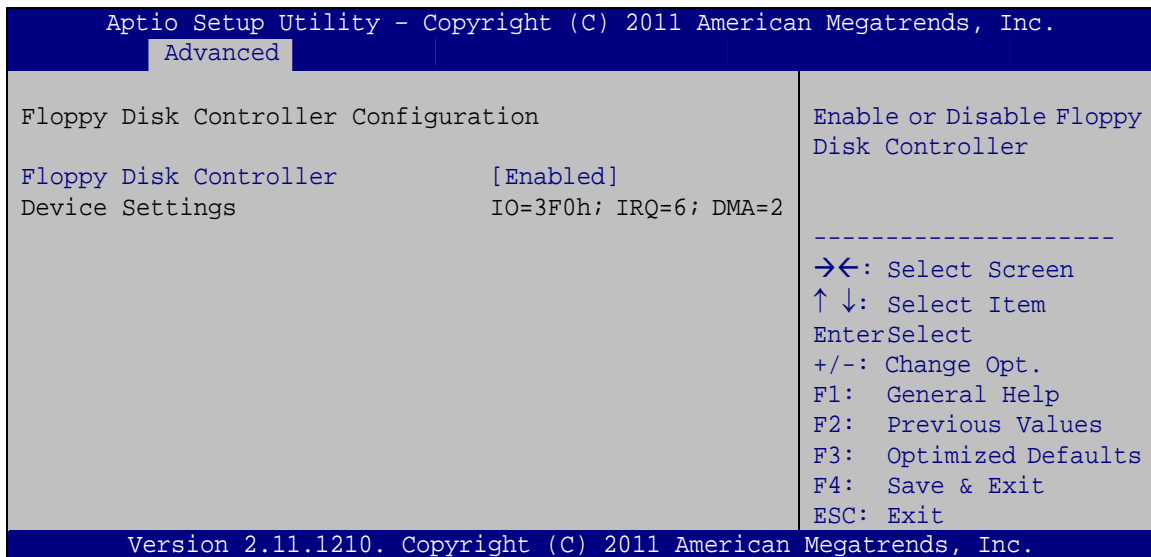 Aptio Setup Utility – Copyright (C) 2011 American Megatrends, Inc.
Advanced
Floppy Disk Controller Configuration
Floppy Disk Controller [Enabled]
Device Settings IO=3F0h; IRQ=6; DMA=2
Enable or Disable Floppy
Disk Controller
---------------------
→←: Select Screen
↑ ↓: Select Item
EnterSelect
+/-: Change Opt.
F1: General Help
F2: Previous Values
F3: Optimized Defaults
F4: Save & Exit
ESC: Exit
Version 2.11.1210. Copyright (C) 2011 American Megatrends, Inc.